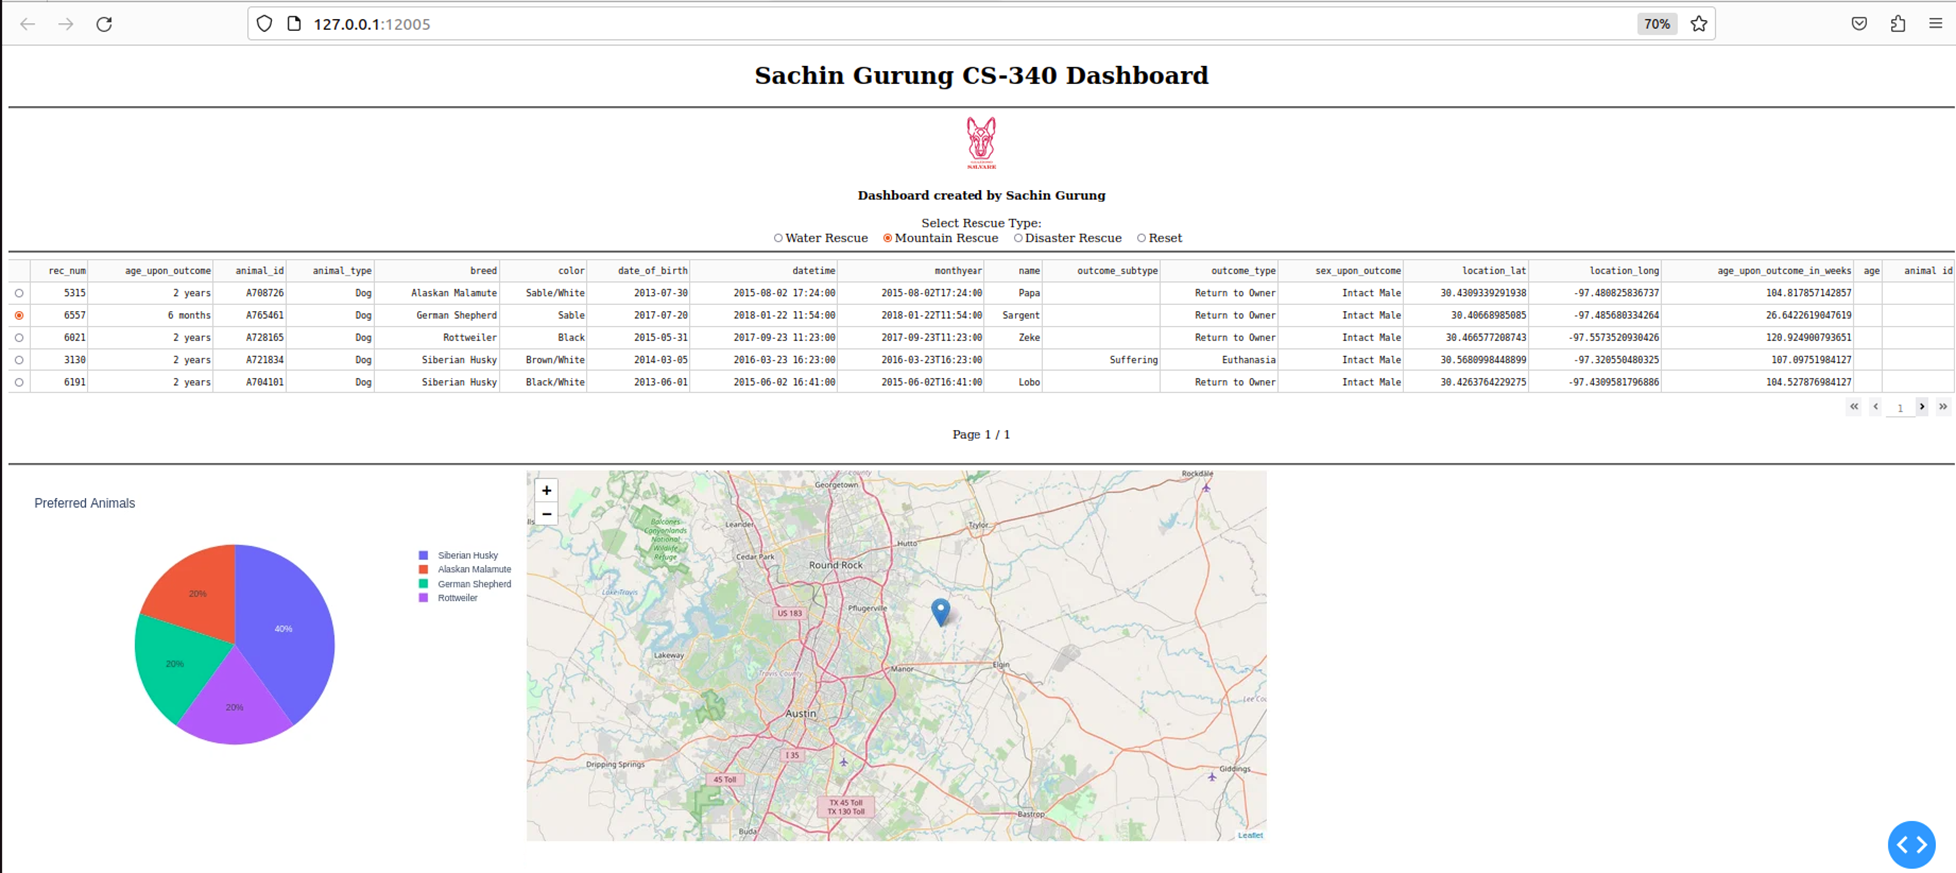 127.0.0.1:12005
70%
Sachin Gurung CS-340 Dashboard
SALVARE
Dashboard created by Sachin Gurung
Select Rescue Type:
Water Rescue Mountain Rescue Disaster Rescue Reset
rec_num age_upon_outcome animal_id animal_type breed color date_of_birth datetime monthyear name outcome_subtype outcome_type sex_upon_outcome location_lat location_long age_upon_outcome_in_weeks age animal id
5315 2 years A708726 Dog Alaskan Malamute Sable/White 2013-07-30 2015-08-02 17:24:00 2015-08-02T17:24:00 Papa Return to Owner Intact Male 30.4309339291938 -97.480825836737 104.817857142857
6557 6 months A765461 Dog German Shepherd Sable 2017-07-20 2018-01-22 11:54:00 2018-01-22T11:54:00 Sargent Return to Owner Intact Male 30.40668985085 -97.485680334264 26.6422619047619
6021 2 years A728165 Dog Rottweiler Black 2015-05-31 2017-09-23 11:23:00 2017-09-23T11:23:00 Zeke Return to Owner Intact Male 30.466577208743 -97.5573520930426 120.924900793651
3130 2 years A721834 Dog Siberian Husky Brown/White 2014-03-05 2016-03-23 16:23:00 2016-03-23T16:23:00 Suffering Euthanasia Intact Male 30.5680998448899 -97.320550480325 107.09751984127
6191 2 years A704101 Dog Siberian Husky Black/White 2013-06-01 2015-06-02 16:41:00 2015-06-02T16:41:00 Lobo Return to Owner Intact Male 30.4263764229275 -97.4309581796886 104.527876984127
« ‹ 1 › »
Page 1 / 1
Preferred Animals
Siberian Husky
Alaskan Malamute
German Shepherd
Rottweiler
20%
40%
20%
20%
+
−
County
Rockdale
Georgetown
Leander
Balcones
Canyonlands
National
Wildlife
Refuge
Hutto
Cedar Park
Round Rock
Lake Travis
US 183
Pflugerville
Lakeway
Manor
Elgin
Travis County
Austin
I 35
Dripping Springs
Giddings
45 Toll
TX 45 Toll
TX 130 Toll
Bastrop
Buda
Leaflet